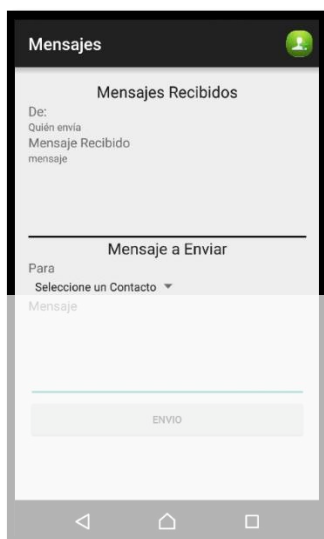 Mensajes
Mensajes Recibidos
De:
Quién envía
Mensaje Recibido
mensaje
Mensaje a Enviar
Para
Seleccione un Contacto
Mensaje
ENVIO